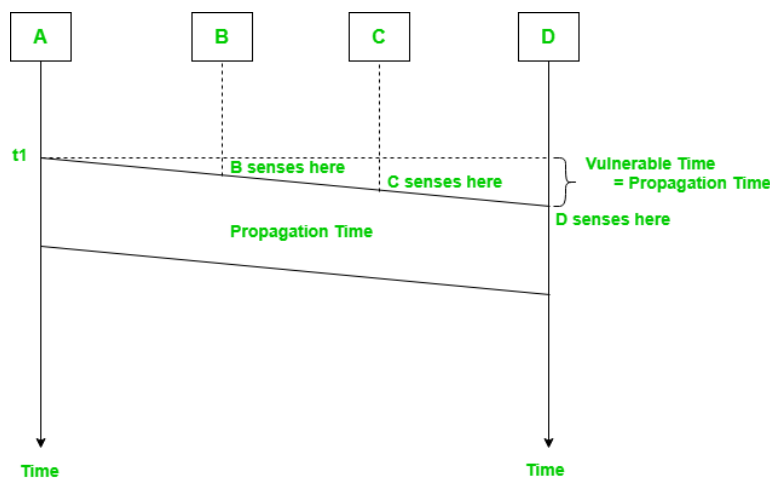 A
B
C
D
t1
B senses here
C senses here
Vulnerable Time
= Propagation Time
D senses here
Propagation Time
Time
Time